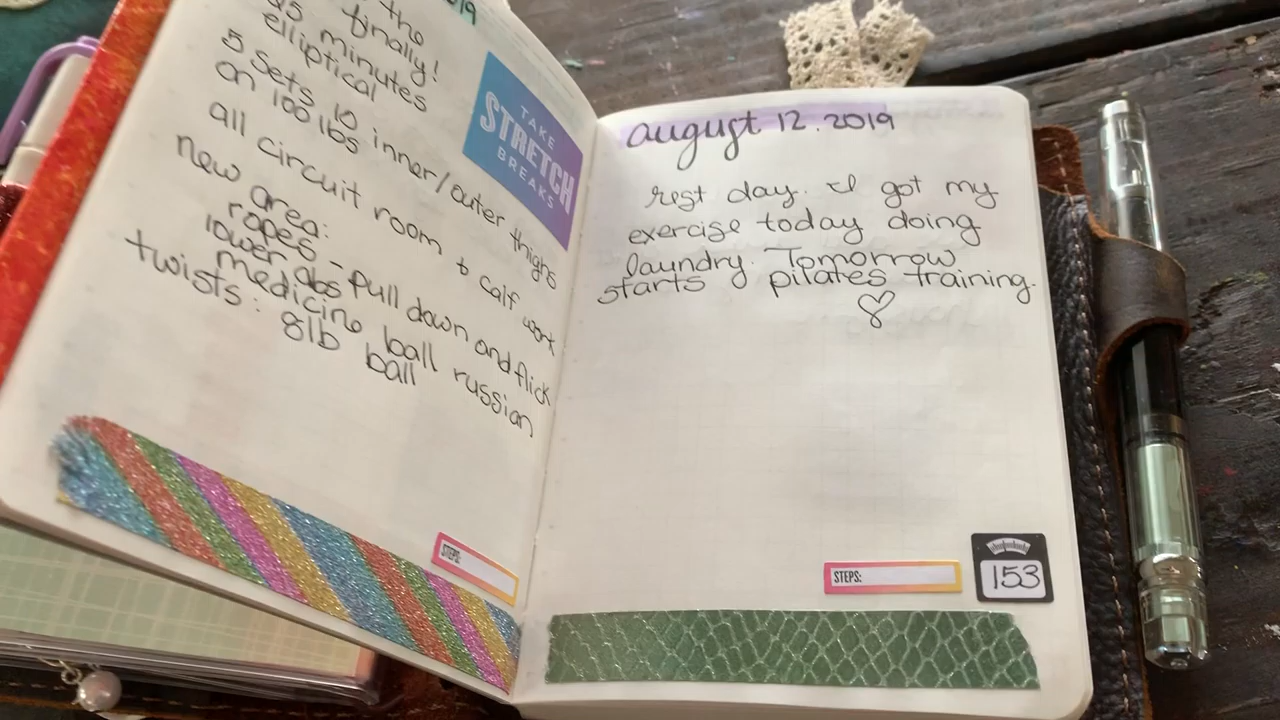 19
the
finally!
45 minutes
elliptical
5 sets 10 inner/outer thighs
on 100 lbs
all circuit room & calf work
new area:
ropes - pull down and flick
lower abs
medicine ball russian
twists: 8lb ball
TAKE
STRETCH
BREAKS
STEPS:
august 12. 2019
rest day. I got my
exercise today doing
laundry. Tomorrow
starts pilates training.
STEPS:
153